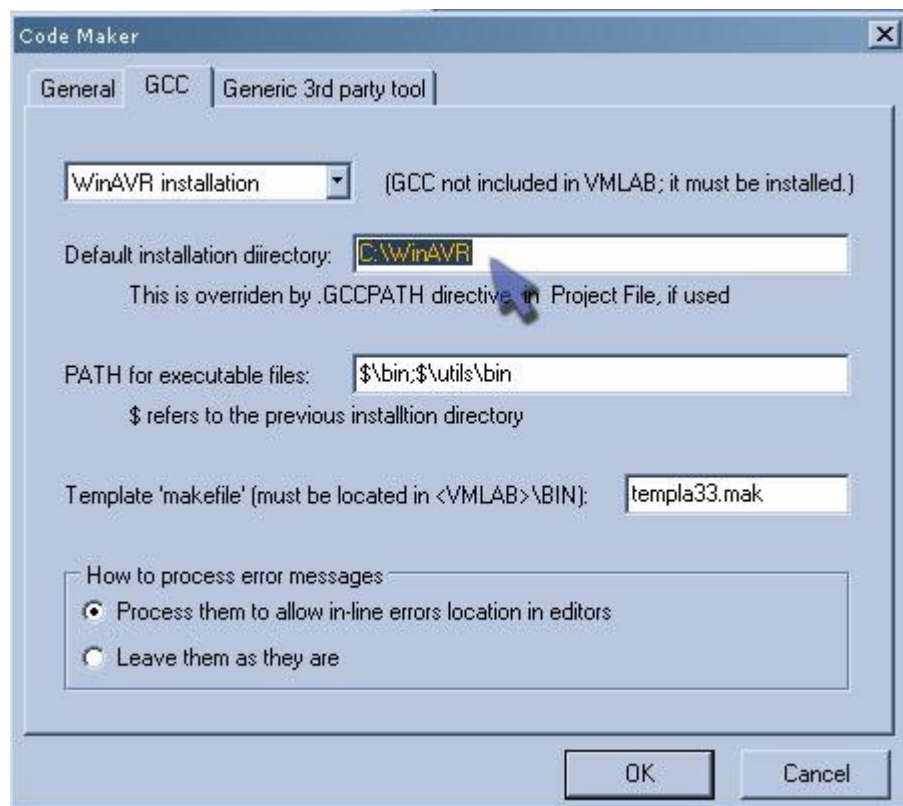 Code Maker
General GCC Generic 3rd party tool
WinAVR installation (GCC not included in VMLAB; it must be installed.)
Default installation diirectory: C:\WinAVR
This is overriden by .GCCPATH directive in Project File, if used
PATH for executable files: $\bin;$\utils\bin
$ refers to the previous installtion directory
Template 'makefile' (must be located in <VMLAB>\BIN): templa33.mak
How to process error messages
Process them to allow in-line errors location in editors
Leave them as they are
OK Cancel